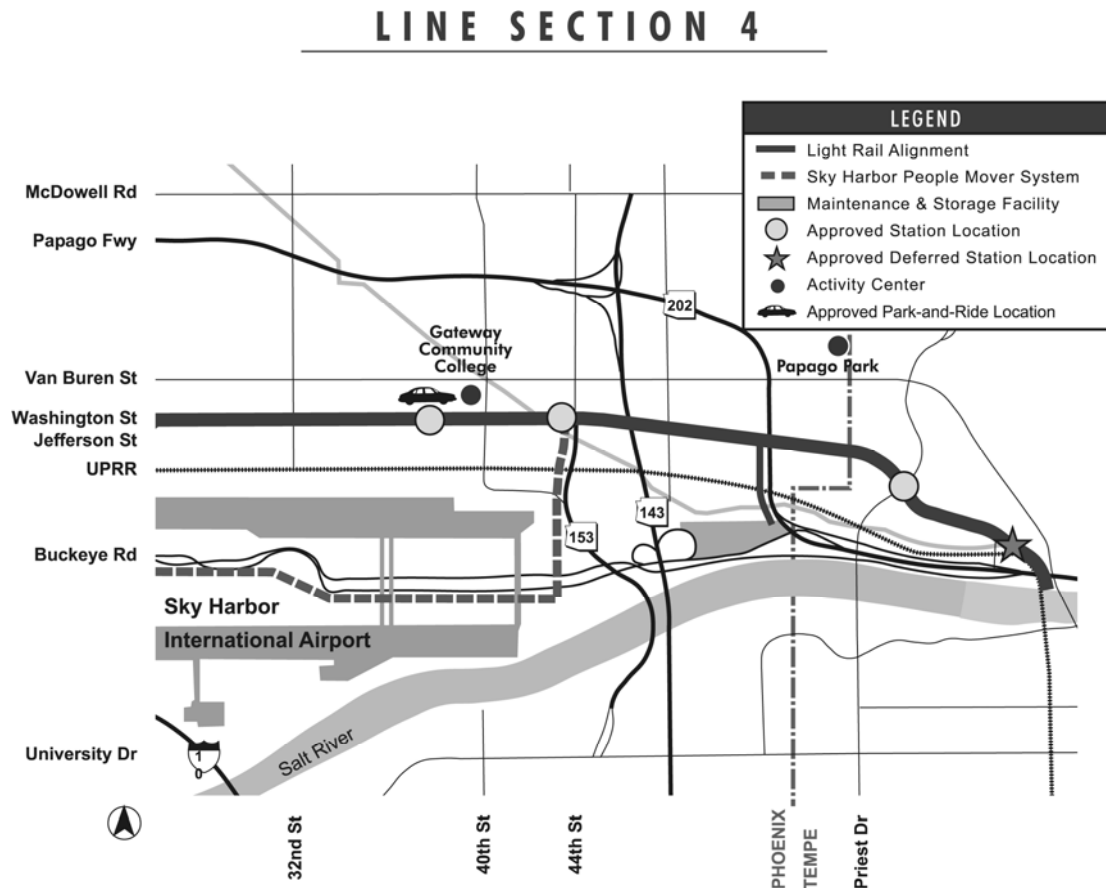 LINE SECTION 4
LEGEND
Light Rail Alignment
Sky Harbor People Mover System
Maintenance & Storage Facility
Approved Station Location
Approved Deferred Station Location
Activity Center
Approved Park-and-Ride Location
McDowell Rd
Papago Fwy
202
Gateway
Community
College
Papago Park
Van Buren St
Washington St
Jefferson St
UPRR
143
153
Buckeye Rd
Sky Harbor
International Airport
Salt River
University Dr
1
0
32nd St
40th St
44th St
PHOENIX
TEMPE
Priest Dr